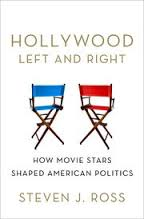 HOLLYWOOD
LEFT AND RIGHT
HOW MOVIE STARS
SHAPED AMERICAN POLITICS
STEVEN J. ROSS